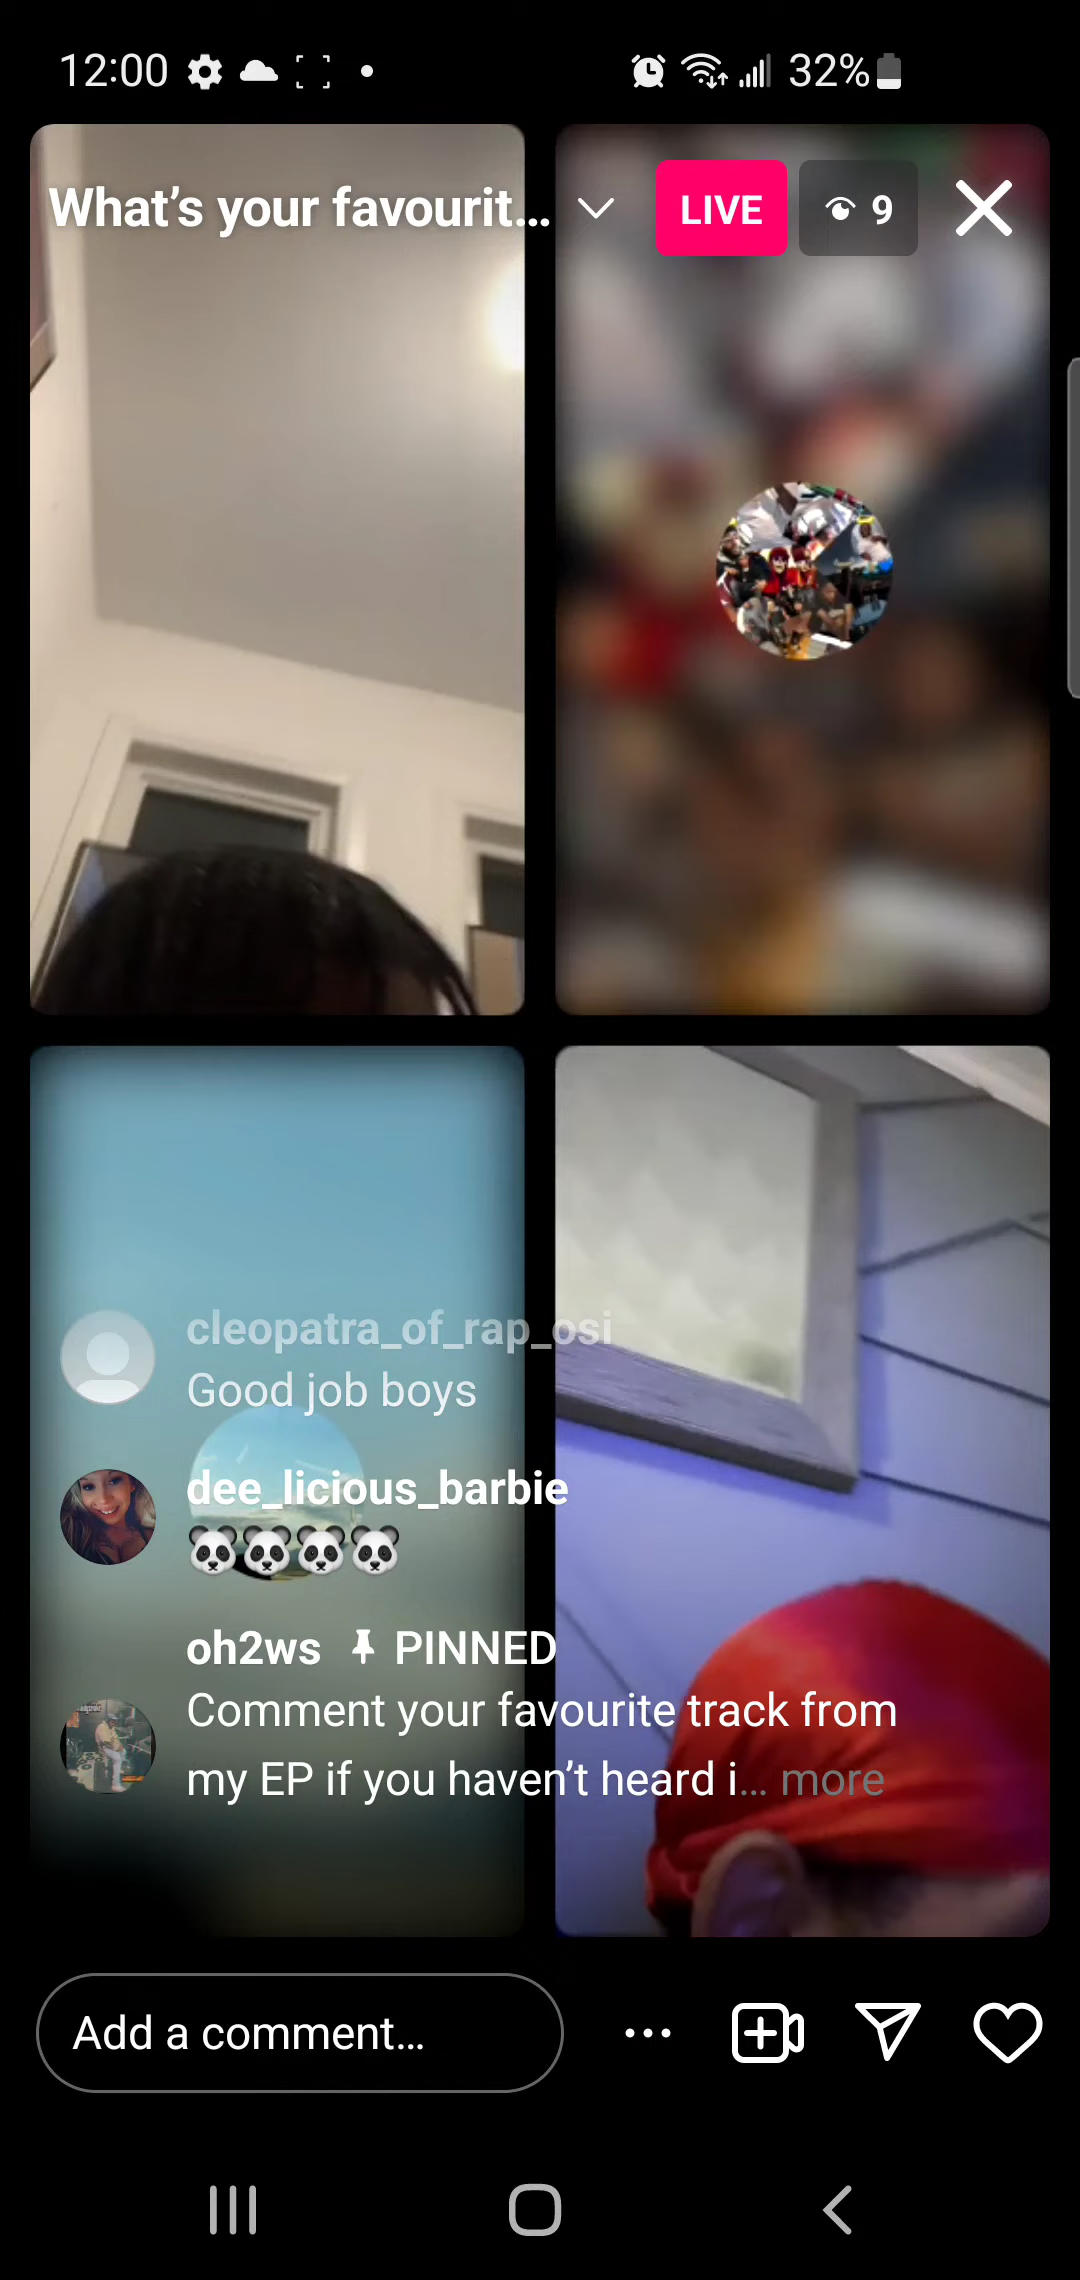 12:00
32%
What’s your favourit...
LIVE
9
cleopatra_of_rap_osi
Good job boys
dee_licious_barbie
🐼🐼🐼🐼
oh2ws PINNED
Comment your favourite track from
my EP if you haven’t heard i... more
Add a comment...